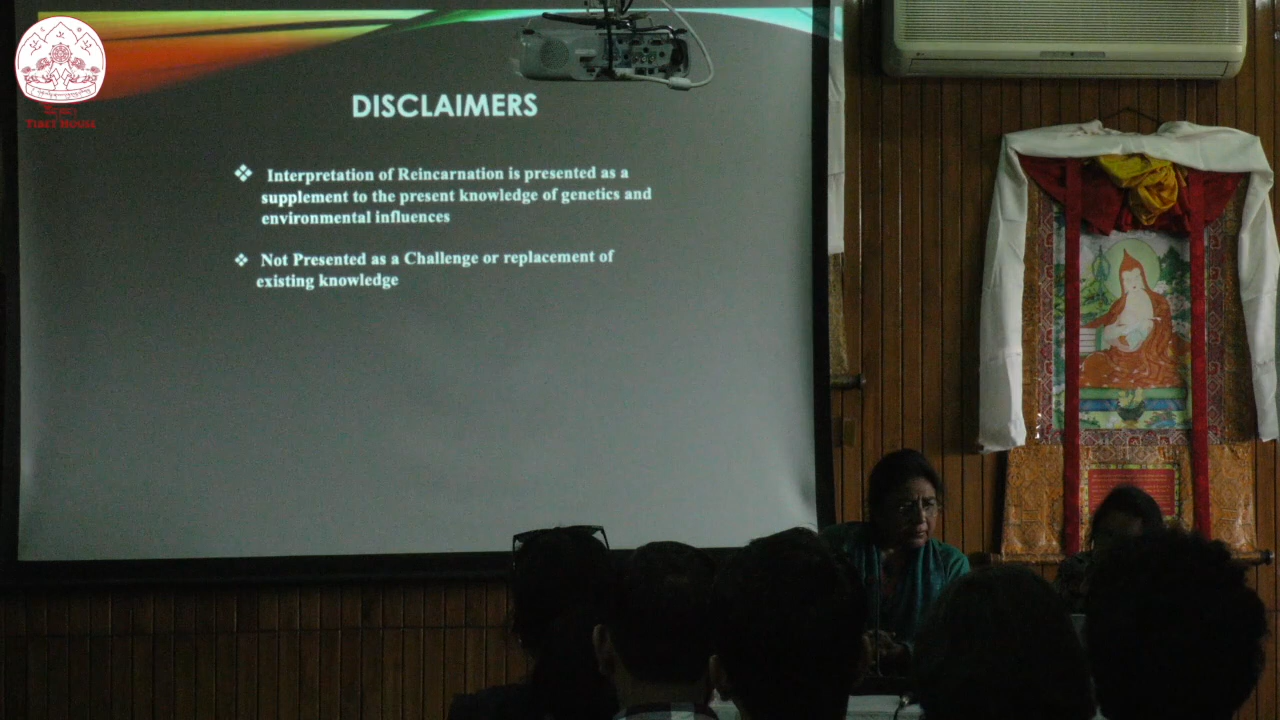 TIBET HOUSE
DISCLAIMERS
Interpretation of Reincarnation is presented as a
supplement to the present knowledge of genetics and
environmental influences
Not Presented as a Challenge or replacement of
existing knowledge